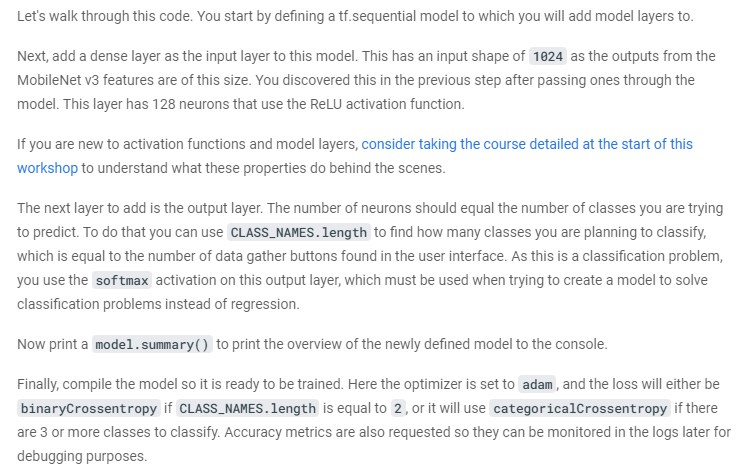 Let's walk through this code. You start by defining a tf.sequential model to which you will add model layers to.
Next, add a dense layer as the input layer to this model. This has an input shape of 1024 as the outputs from the
MobileNet v3 features are of this size. You discovered this in the previous step after passing ones through the
model. This layer has 128 neurons that use the ReLU activation function.
If you are new to activation functions and model layers, consider taking the course detailed at the start of this
workshop to understand what these properties do behind the scenes.
The next layer to add is the output layer. The number of neurons should equal the number of classes you are trying
to predict. To do that you can use CLASS_NAMES.length to find how many classes you are planning to classify,
which is equal to the number of data gather buttons found in the user interface. As this is a classification problem,
you use the softmax activation on this output layer, which must be used when trying to create a model to solve
classification problems instead of regression.
Now print a model.summary() to print the overview of the newly defined model to the console.
Finally, compile the model so it is ready to be trained. Here the optimizer is set to adam, and the loss will either be
binaryCrossentropy if CLASS_NAMES.length is equal to 2, or it will use categoricalCrossentropy if there
are 3 or more classes to classify. Accuracy metrics are also requested so they can be monitored in the logs later for
debugging purposes.